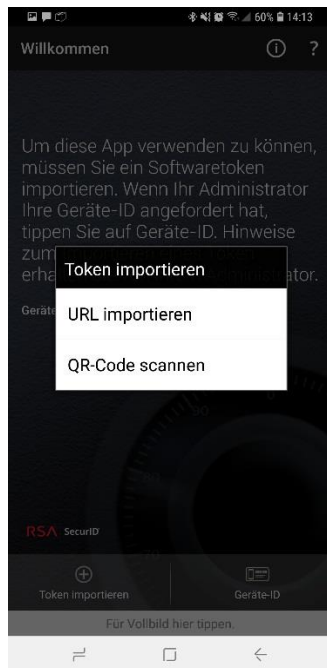 60% 14:13
Willkommen
Um diese App verwenden zu können,
müssen Sie ein Softwaretoken
importieren. Wenn Ihr Administrator
Ihre Geräte-ID angefordert hat,
tippen Sie auf Geräte-ID. Hinweise
zum
Token importieren
URL importieren
QR-Code scannen
90
RSA SecurID
Token importieren
Geräte-ID
Für Vollbild hier tippen.